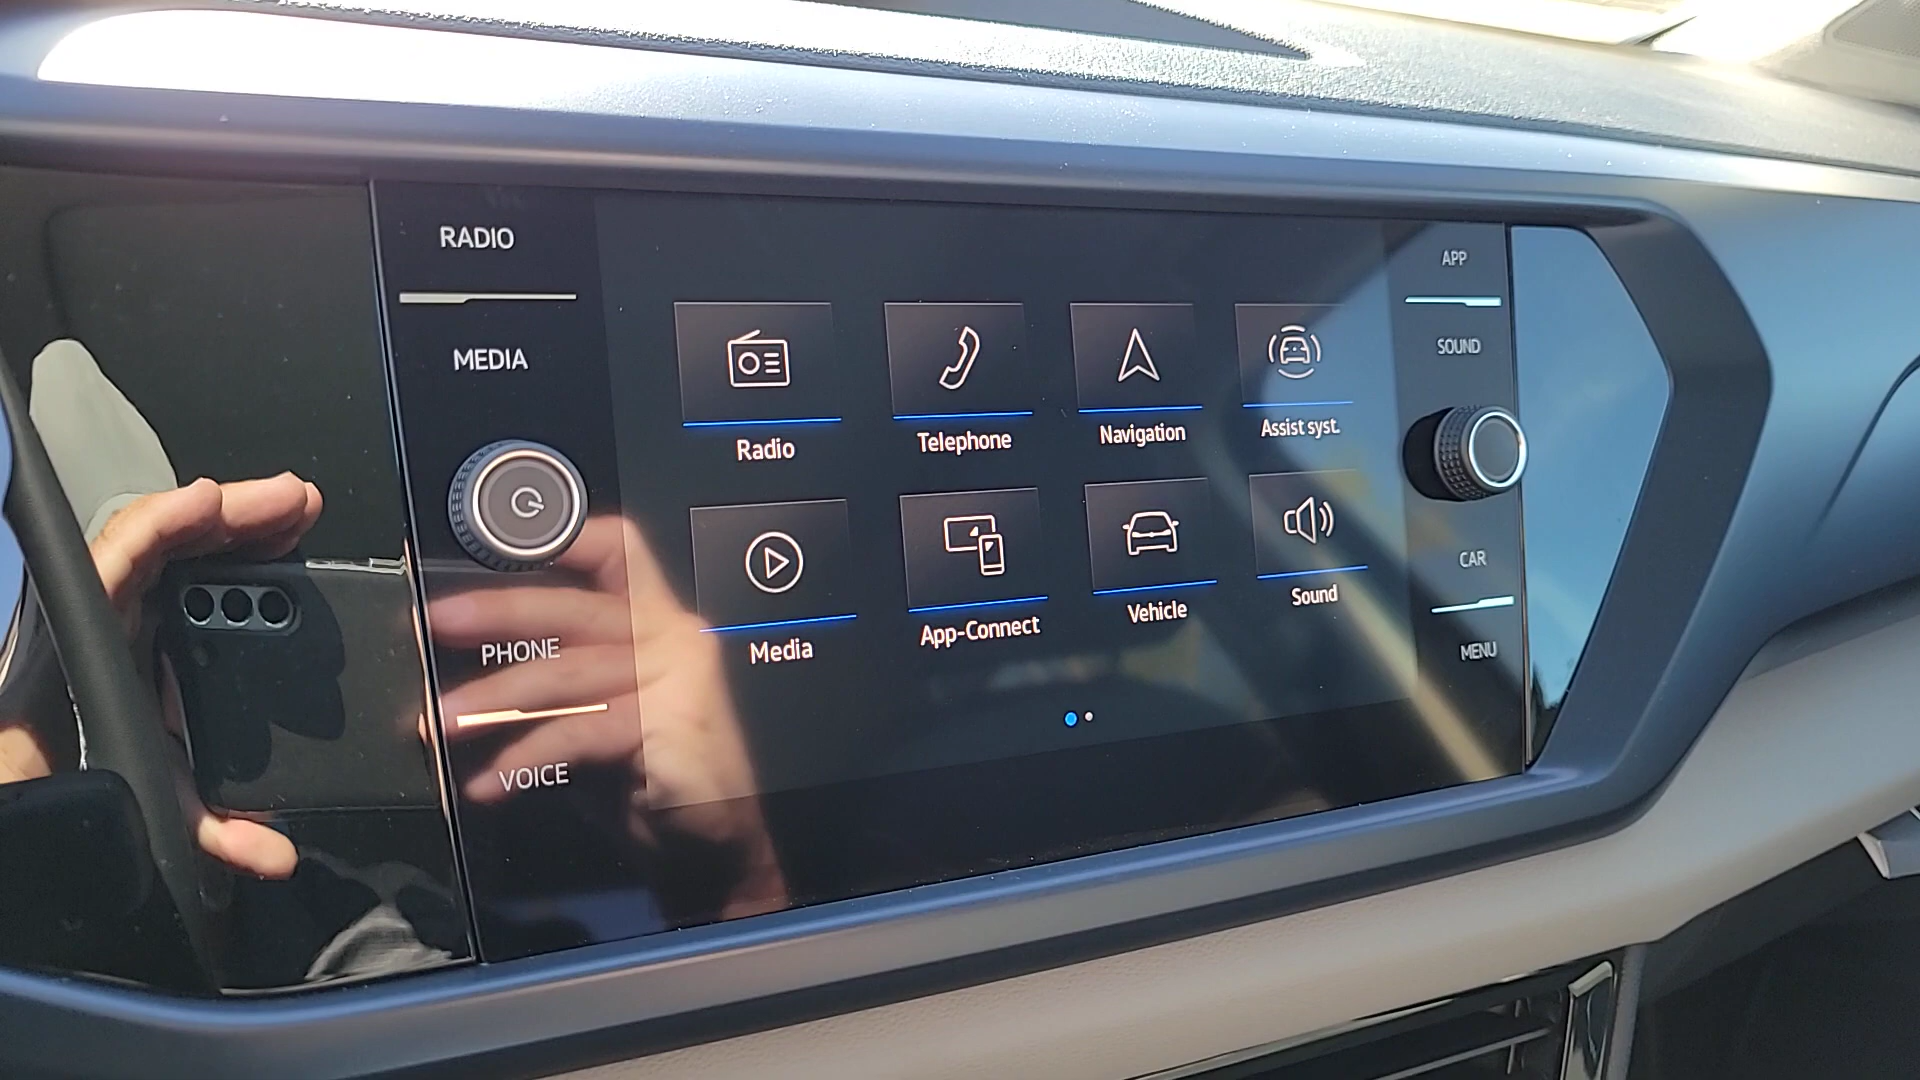 RADIO
MEDIA
PHONE
VOICE
Radio
Telephone
Navigation
Assist syst.
Media
App-Connect
Vehicle
Sound
APP
SOUND
CAR
MENU